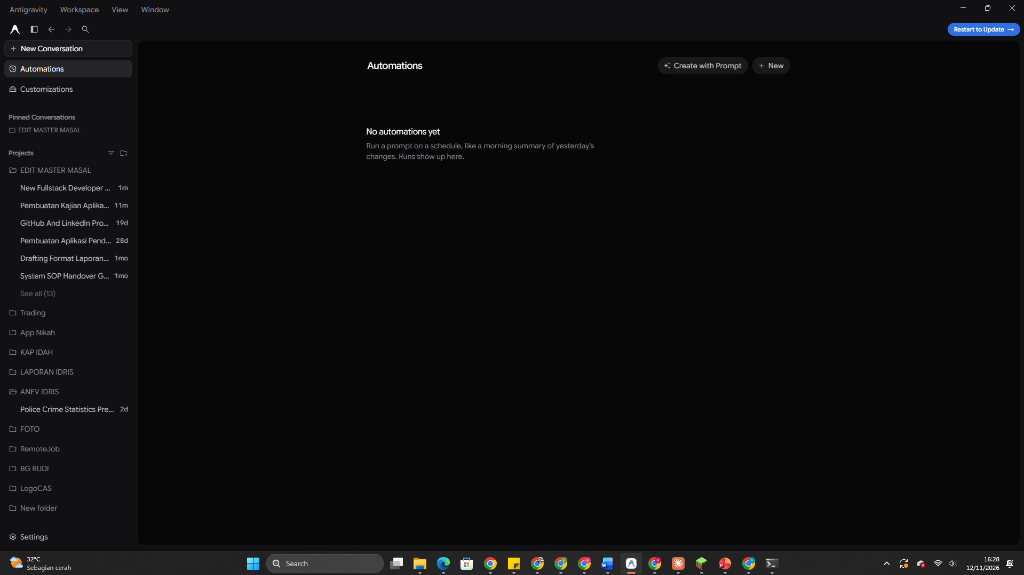 Antigravity Workspace View Window
Restart to Update →
+ New Conversation
Automations
Customizations
Pinned Conversations
EDIT MASTER MASAL
Projects
EDIT MASTER MASAL
New Fullstack Developer ... 1m
Pembuatan Kajian Aplika... 11m
GitHub And LinkedIn Pro... 19d
Pembuatan Aplikasi Pend... 28d
Drafting Format Laporan... 1mo
System SOP Handover G... 1mo
See all (13)
Trading
App Nikah
KAP IDAH
LAPORAN IDRIS
ANEV IDRIS
Police Crime Statistics Pre... 2d
FOTO
RemoteJob
BG RUDI
LogoCAS
New folder
Settings
Automations
Create with Prompt
+ New
No automations yet
Run a prompt on a schedule, like a morning summary of yesterday's
changes. Runs show up here.
32°C
Sebagian cerah
Search
16:28
12/11/2026